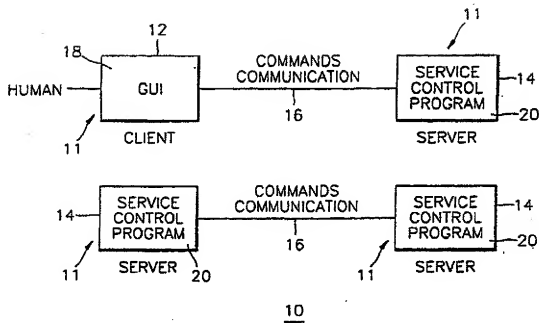 11
12
18
COMMANDS
COMMUNICATION
HUMAN
GUI
16
SERVICE
CONTROL
PROGRAM
14
20
11
CLIENT
SERVER
COMMANDS
COMMUNICATION
14
SERVICE
CONTROL
PROGRAM
16
SERVICE
CONTROL
PROGRAM
14
11
20
11
20
SERVER
SERVER
10